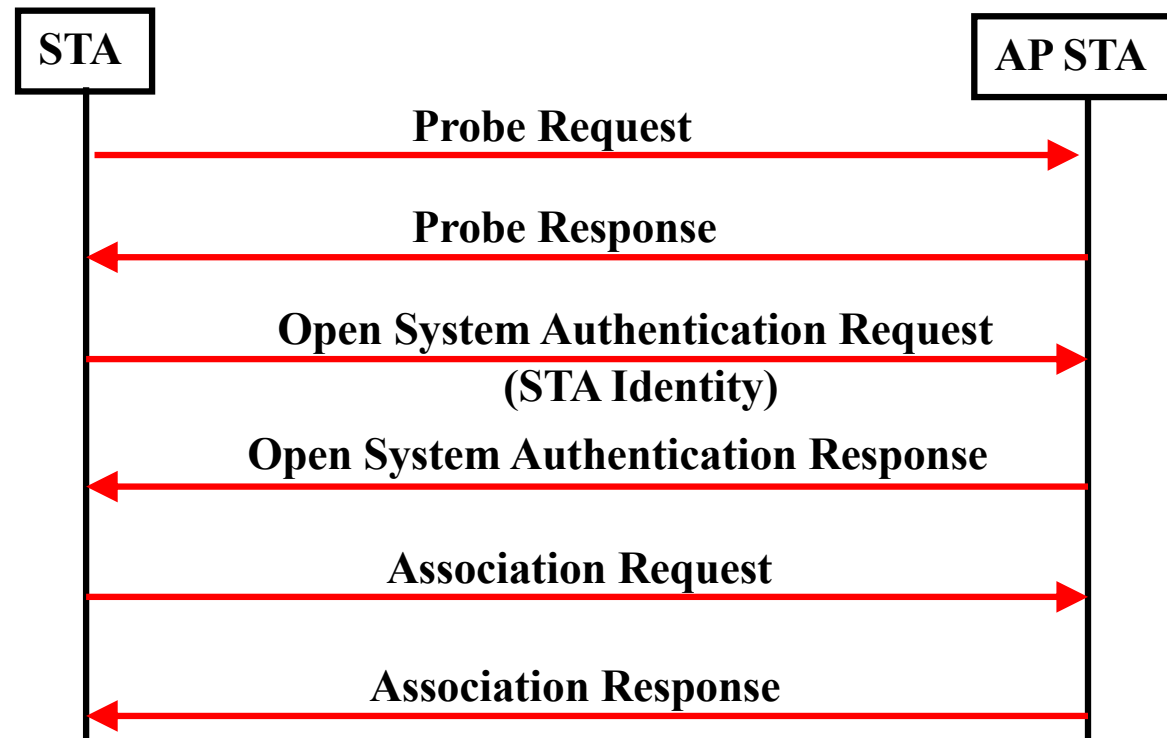 STA
AP STA
Probe Request
Probe Response
Open System Authentication Request
(STA Identity)
Open System Authentication Response
Association Request
Association Response